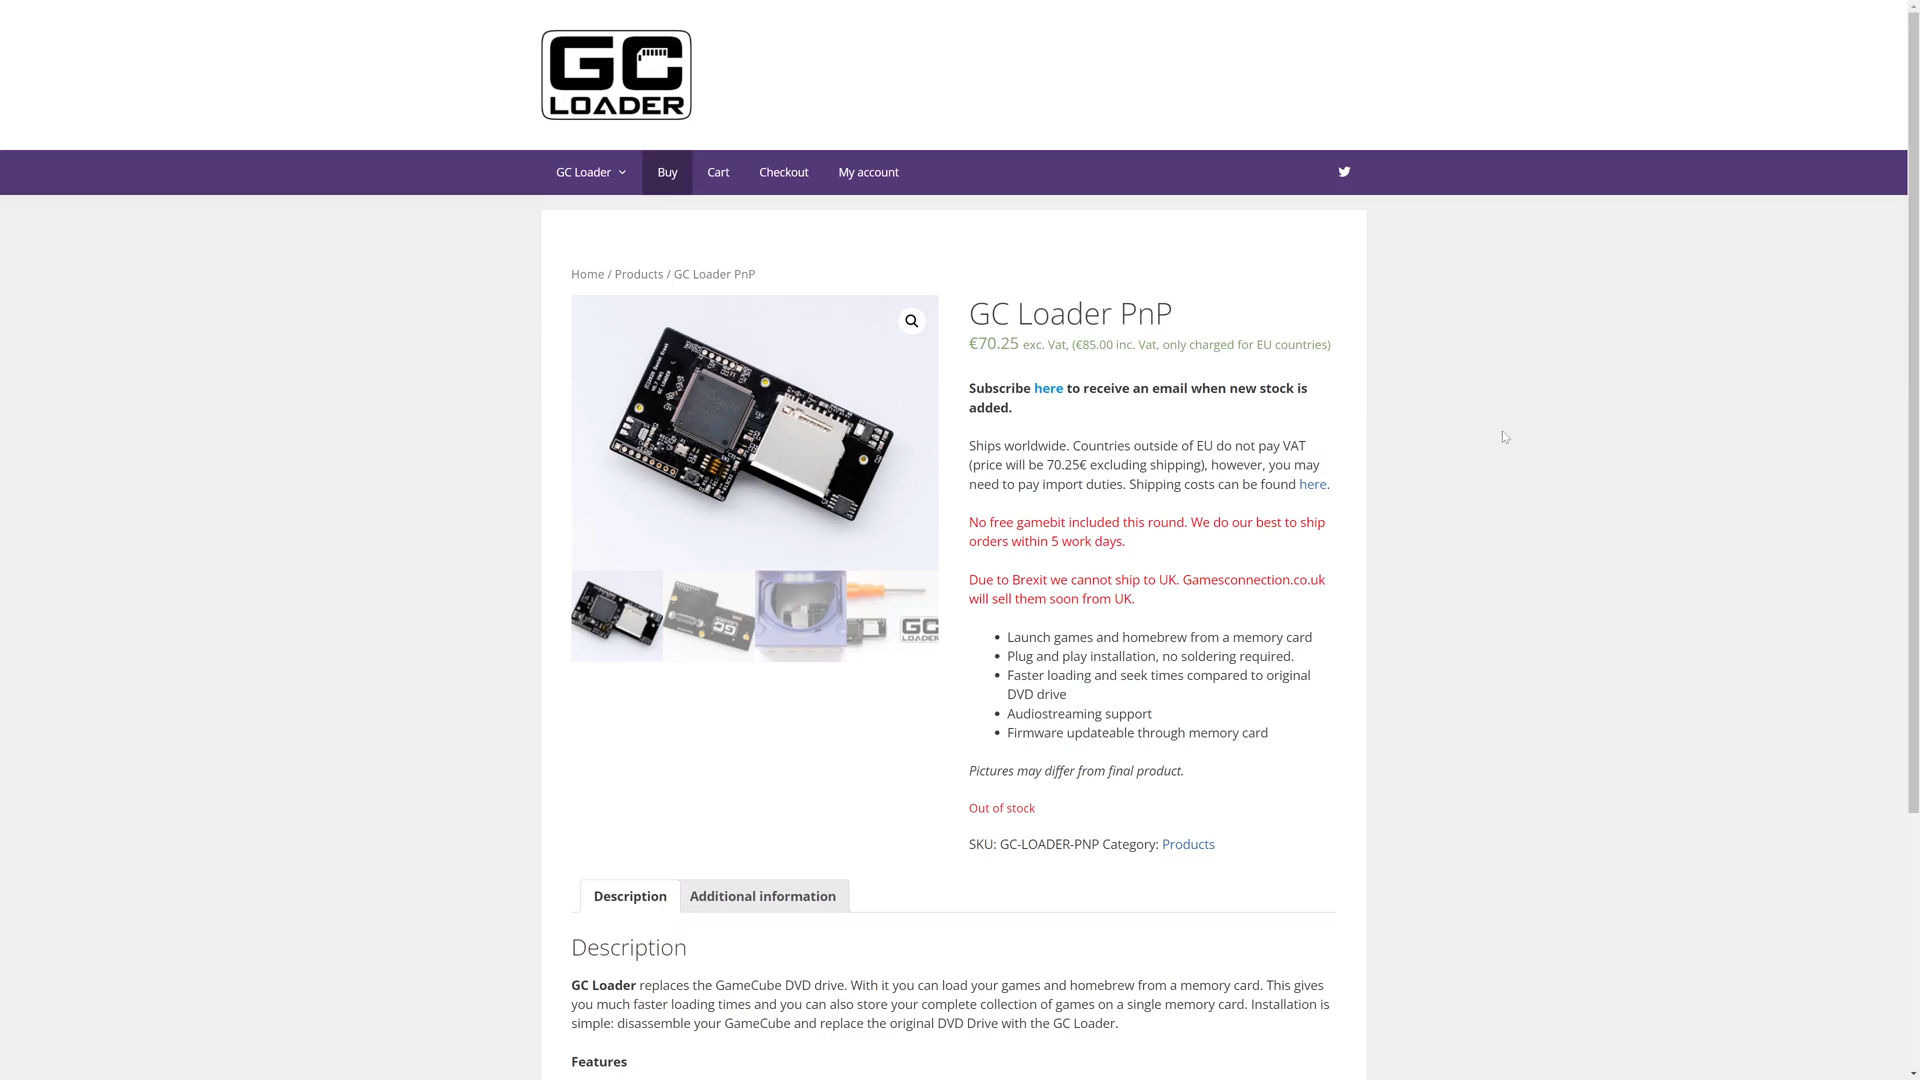 GC
LOADER
GC Loader
Buy
Cart
Checkout
My account
Home / Products / GC Loader PnP
GC Loader PnP
€70.25 exc. Vat, (€85.00 inc. Vat, only charged for EU countries)
Subscribe here to receive an email when new stock is
added.
Ships worldwide. Countries outside of EU do not pay VAT
(price will be 70.25€ excluding shipping), however, you may
need to pay import duties. Shipping costs can be found here.
No free gamebit included this round. We do our best to ship
orders within 5 work days.
Due to Brexit we cannot ship to UK. Gamesconnection.co.uk
will sell them soon from UK.
• Launch games and homebrew from a memory card
• Plug and play installation, no soldering required.
• Faster loading and seek times compared to original
DVD drive
• Audiostreaming support
• Firmware updateable through memory card
Pictures may differ from final product.
Out of stock
SKU: GC-LOADER-PNP Category: Products
GC
LOADER
Description
Additional information
Description
GC Loader replaces the GameCube DVD drive. With it you can load your games and homebrew from a memory card. This gives
you much faster loading times and you can also store your complete collection of games on a single memory card. Installation is
simple: disassemble your GameCube and replace the original DVD Drive with the GC Loader.
Features